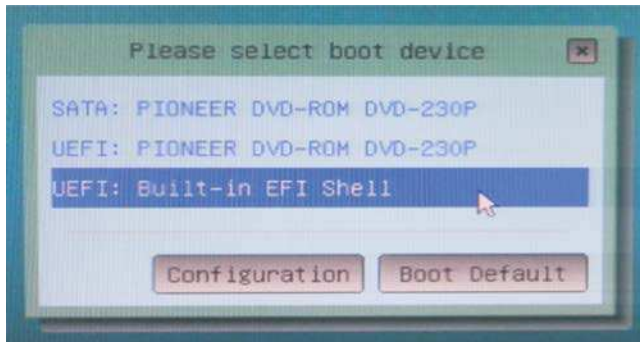 Please select boot device
SATA: PIONEER DVD-ROM DVD-230P
UEFI: PIONEER DVD-ROM DVD-230P
UEFI: Built-in EFI Shell
Configuration Boot Default